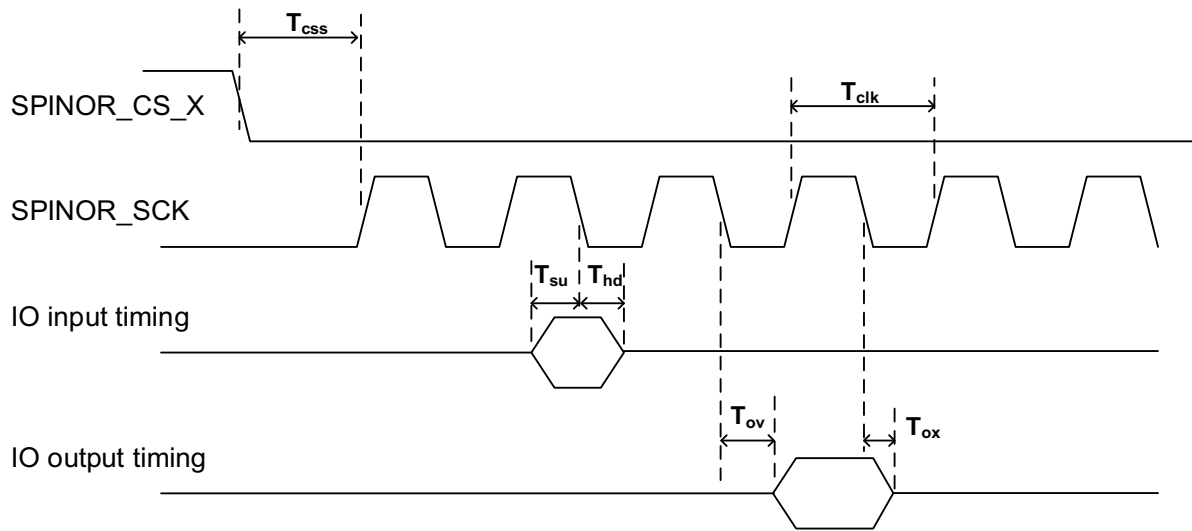 Tcss
SPINOR_CS_X
Tclk
SPINOR_SCK
Tsu Thd
IO input timing
Tov Tox
IO output timing